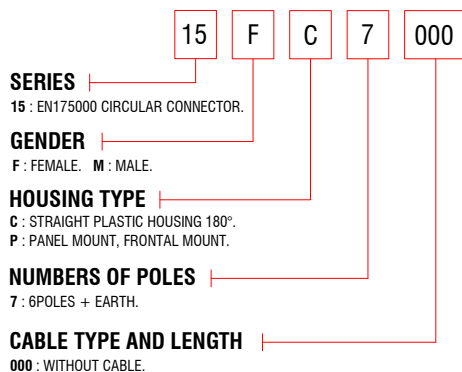 15 F C 7 000
SERIES
15 : EN175000 CIRCULAR CONNECTOR.
GENDER
F : FEMALE. M : MALE.
HOUSING TYPE
C : STRAIGHT PLASTIC HOUSING 180°.
P : PANEL MOUNT, FRONTAL MOUNT.
NUMBERS OF POLES
7 : 6POLES + EARTH.
CABLE TYPE AND LENGTH
000 : WITHOUT CABLE.